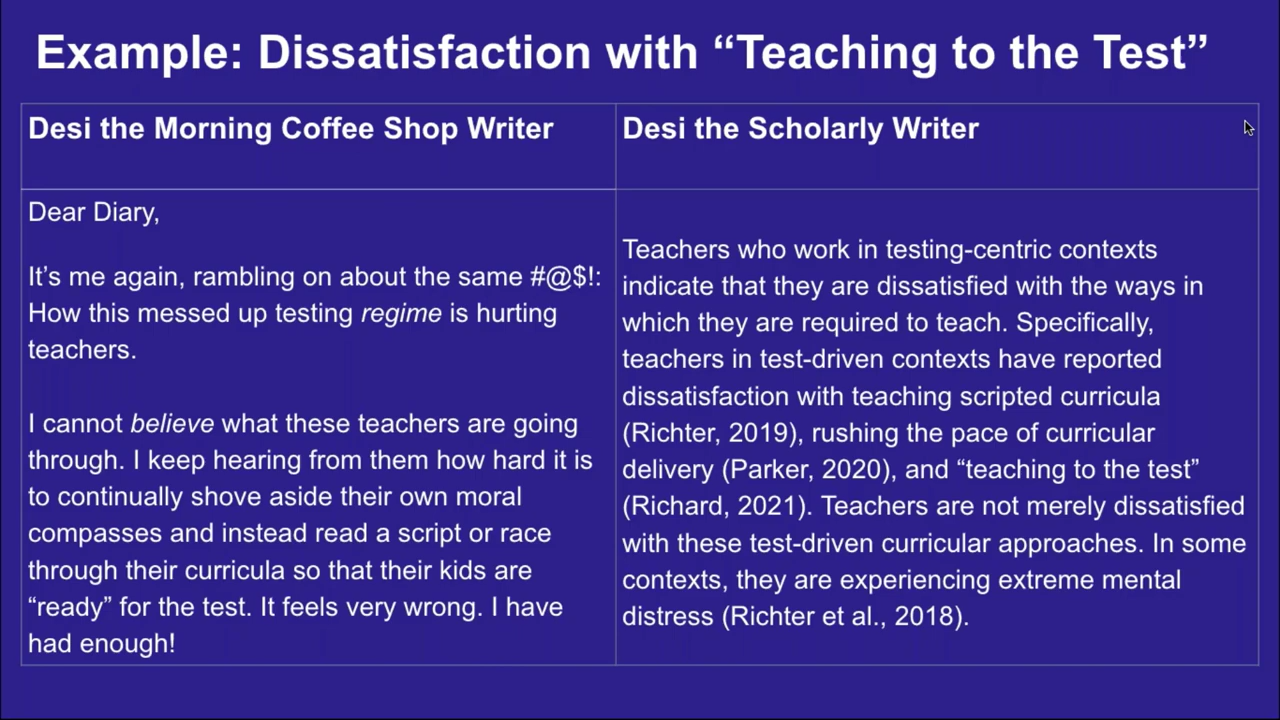 Example: Dissatisfaction with “Teaching to the Test”
Desi the Morning Coffee Shop Writer
Desi the Scholarly Writer
Dear Diary,
It’s me again, rambling on about the same #@$!:
How this messed up testing regime is hurting
teachers.
I cannot believe what these teachers are going
through. I keep hearing from them how hard it is
to continually shove aside their own moral
compasses and instead read a script or race
through their curricula so that their kids are
“ready” for the test. It feels very wrong. I have
had enough!
Teachers who work in testing-centric contexts
indicate that they are dissatisfied with the ways in
which they are required to teach. Specifically,
teachers in test-driven contexts have reported
dissatisfaction with teaching scripted curricula
(Richter, 2019), rushing the pace of curricular
delivery (Parker, 2020), and “teaching to the test”
(Richard, 2021). Teachers are not merely dissatisfied
with these test-driven curricular approaches. In some
contexts, they are experiencing extreme mental
distress (Richter et al., 2018).